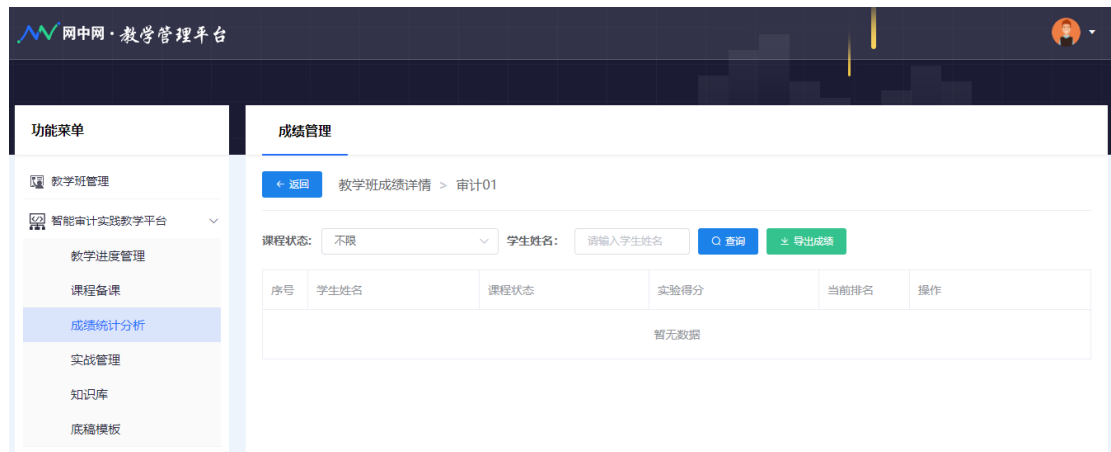 网中网·教学管理平台
功能菜单
教学班管理
智能审计实践教学平台
教学进度管理
课程备课
成绩统计分析
实战管理
知识库
底稿模板
成绩管理
← 返回 教学班成绩详情 > 审计01
课程状态: 不限 学生姓名: 请输入学生姓名 查询 导出成绩
序号 学生姓名 课程状态 实验得分 当前排名 操作
暂无数据